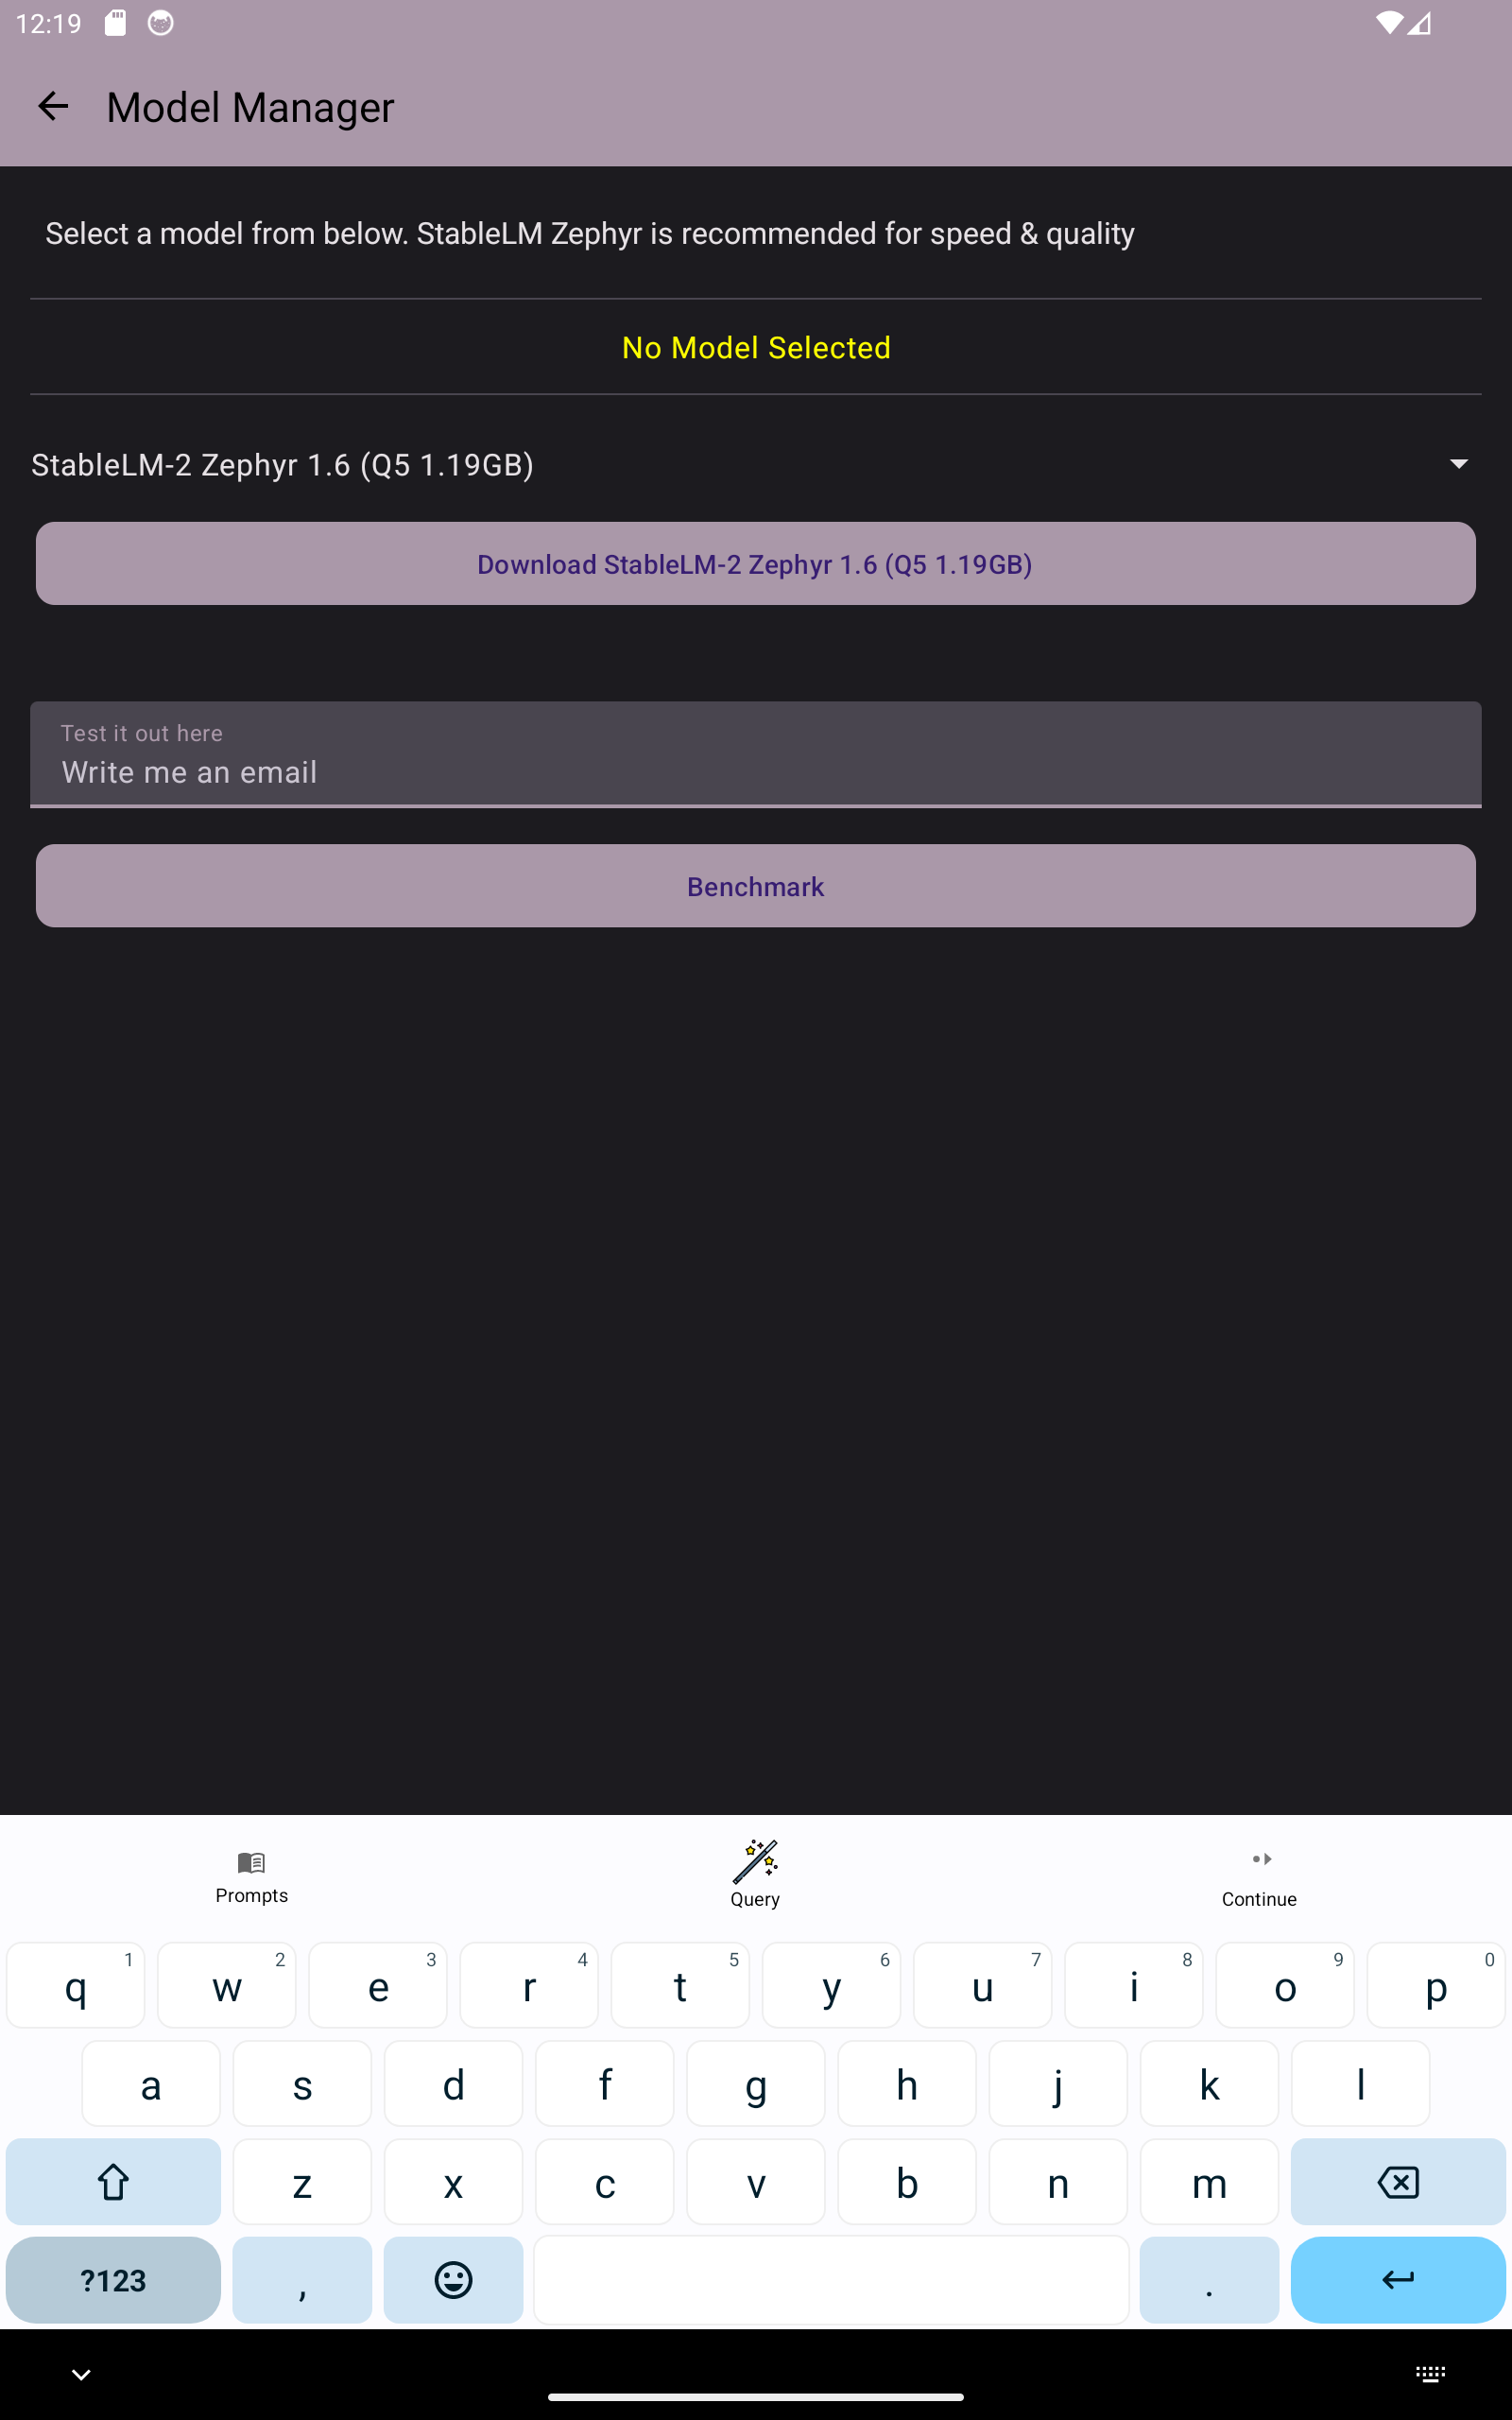 12:19
Model Manager
Select a model from below. StableLM Zephyr is recommended for speed & quality
No Model Selected
StableLM-2 Zephyr 1.6 (Q5 1.19GB)
Download StableLM-2 Zephyr 1.6 (Q5 1.19GB)
Test it out here
Write me an email
Benchmark
Prompts Query Continue
q 1 w 2 e 3 r 4 t 5 y 6 u 7 i 8 o 9 p 0
a s d f g h j k l
z x c v b n m
?123 , .